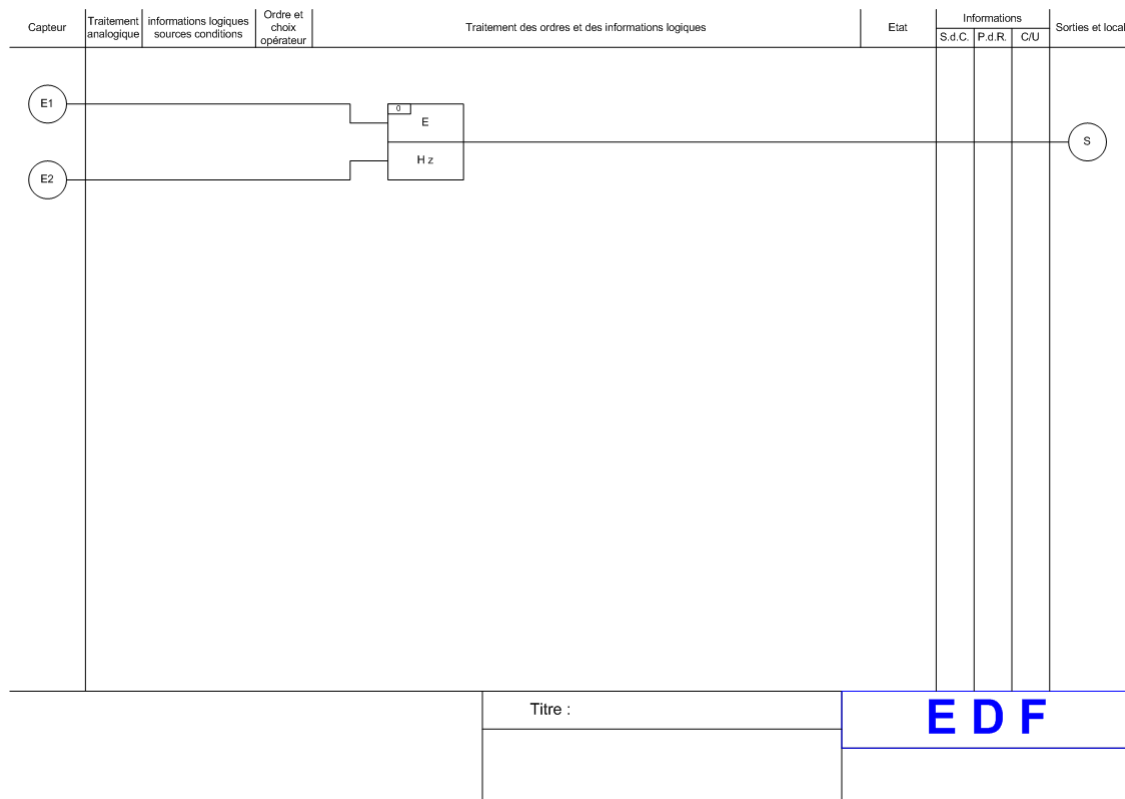 Capteur
Traitement
analogique
informations logiques
sources conditions
Ordre et
choix
opérateur
Traitement des ordres et des informations logiques
Etat
Informations
S.d.C.
P.d.R.
C/U
Sorties et local
E1
0
E
H z
S
E2
Titre :
E D F